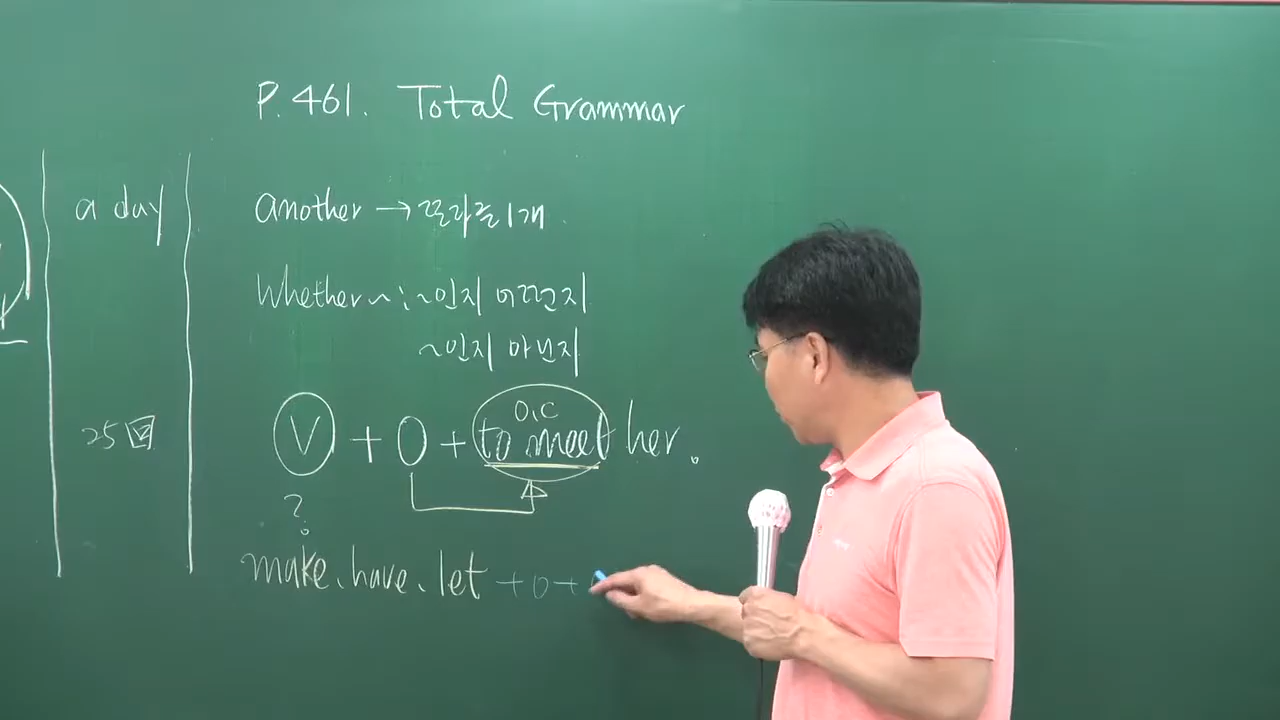 P. 461. Total Grammar
a day
another → 또다른 1개.
Whether ~ : ~인지 어떤지
~인지 아닌지
25回
O.C
V + O + to meet her.
?
make, have, let + O +